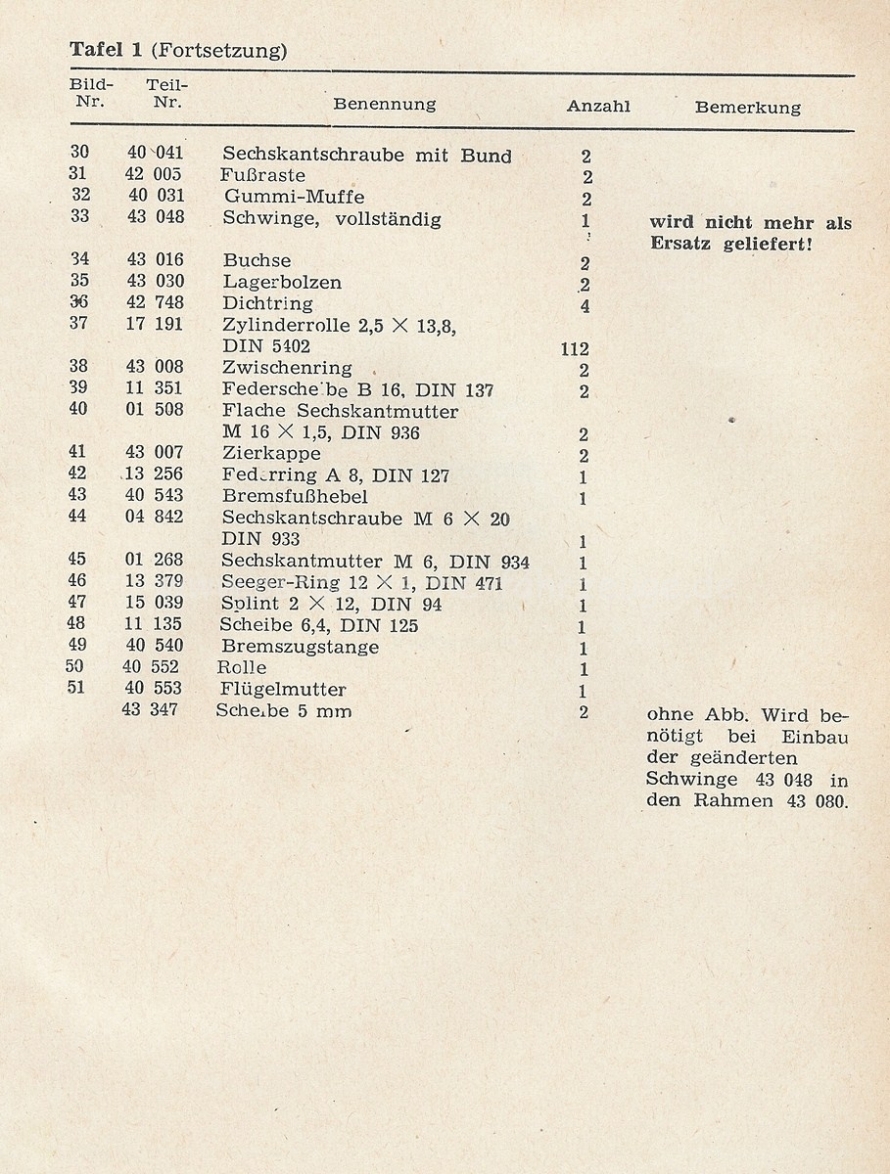 Tafel 1 (Fortsetzung)
Bild-Nr. Teil-Nr. Benennung Anzahl Bemerkung
30 40 041 Sechskantschraube mit Bund 2
31 42 005 Fußraste 2
32 40 031 Gummi-Muffe 2
33 43 048 Schwinge, vollständig 1 wird nicht mehr als
Ersatz geliefert!
34 43 016 Buchse 2
35 43 030 Lagerbolzen 2
36 42 748 Dichtring 4
37 17 191 Zylinderrolle 2,5 × 13,8,
DIN 5402 112
38 43 008 Zwischenring 2
39 11 351 Federscheibe B 16, DIN 137 2
40 01 508 Flache Sechskantmutter
M 16 × 1,5, DIN 936 2
41 43 007 Zierkappe 2
42 13 256 Federring A 8, DIN 127 1
43 40 543 Bremsfußhebel 1
44 04 842 Sechskantschraube M 6 × 20
DIN 933 1
45 01 268 Sechskantmutter M 6, DIN 934 1
46 13 379 Seeger-Ring 12 × 1, DIN 471 1
47 15 039 Splint 2 × 12, DIN 94 1
48 11 135 Scheibe 6,4, DIN 125 1
49 40 540 Bremszugstange 1
50 40 552 Rolle 1
51 40 553 Flügelmutter 1
43 347 Scheibe 5 mm 2 ohne Abb. Wird be-
nötigt bei Einbau
der geänderten
Schwinge 43 048 in
den Rahmen 43 080.